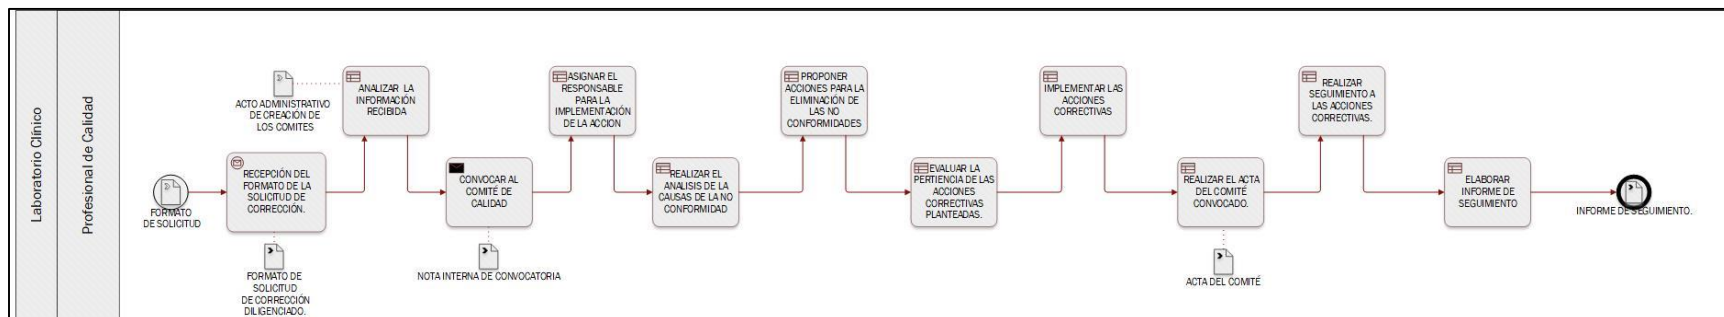 Laboratorio Clínico
Profesional de Calidad
FORMATO
DE SOLICITUD
RECEPCIÓN DEL
FORMATO DE LA
SOLICITUD DE
CORRECCIÓN.
FORMATO DE
SOLICITUD
DE CORRECCIÓN
DILIGENCIADO.
ACTO ADMINISTRATIVO
DE CREACIÓN DE
LOS COMITES
ANALIZAR LA
INFORMACIÓN
RECIBIDA
CONVOCAR AL
COMITÉ DE
CALIDAD
NOTA INTERNA DE CONVOCATORIA
ASIGNAR EL
RESPONSABLE
PARA LA
IMPLEMENTACIÓN
DE LA ACCION
REALIZAR EL
ANALISIS DE LA
CAUSAS DE LA NO
CONFORMIDAD
PROPONER
ACCIONES PARA LA
ELIMINACIÓN DE
LAS NO
CONFORMIDADES
EVALUAR LA
PERTIENCIA DE LAS
ACCIONES
CORRECTIVAS
PLANTEADAS.
IMPLEMENTAR LAS
ACCIONES
CORRECTIVAS
REALIZAR EL ACTA
DEL COMITÉ
CONVOCADO.
ACTA DEL COMITÉ
REALIZAR
SEGUIMIENTO A
LAS ACCIONES
CORRECTIVAS.
ELABORAR
INFORME DE
SEGUIMIENTO
INFORME DE SEGUIMIENTO.